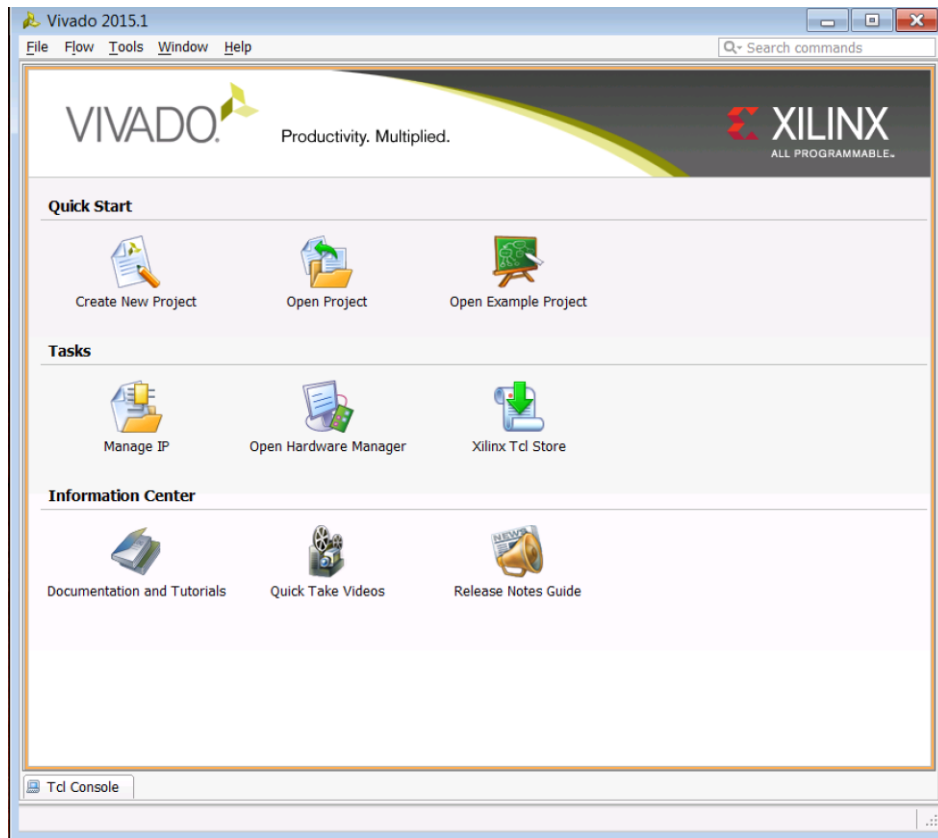 Vivado 2015.1
File Flow Tools Window Help
Search commands
VIVADO.
Productivity. Multiplied.
XILINX
ALL PROGRAMMABLE™
Quick Start
Create New Project
Open Project
Open Example Project
Tasks
Manage IP
Open Hardware Manager
Xilinx Tcl Store
Information Center
NEWS
Documentation and Tutorials
Quick Take Videos
Release Notes Guide
Tcl Console